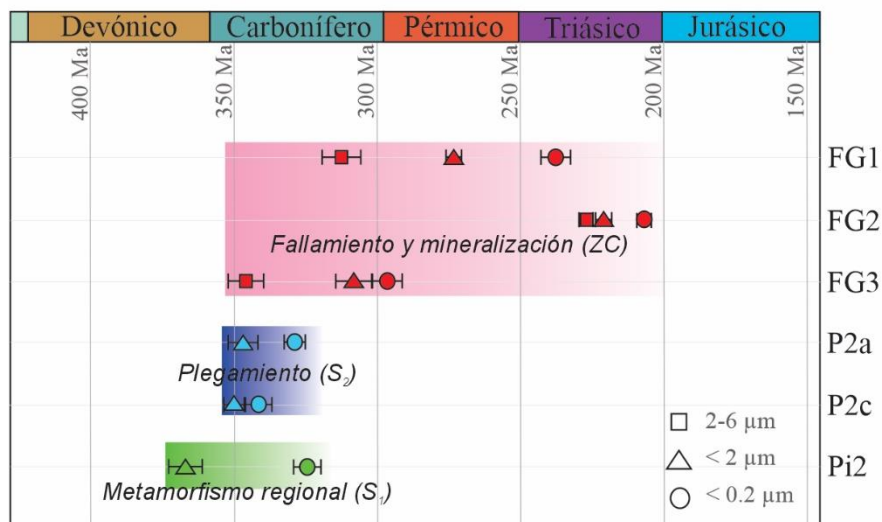 Devónico Carbonífero Pérmico Triásico Jurásico
400 Ma 350 Ma 300 Ma 250 Ma 200 Ma 150 Ma
FG1
FG2
Fallamiento y mineralización (ZC)
FG3
P2a
Plegamiento (S₂)
P2c
2-6 µm
< 2 µm
< 0.2 µm
Pi2
Metamorfismo regional (S₁)